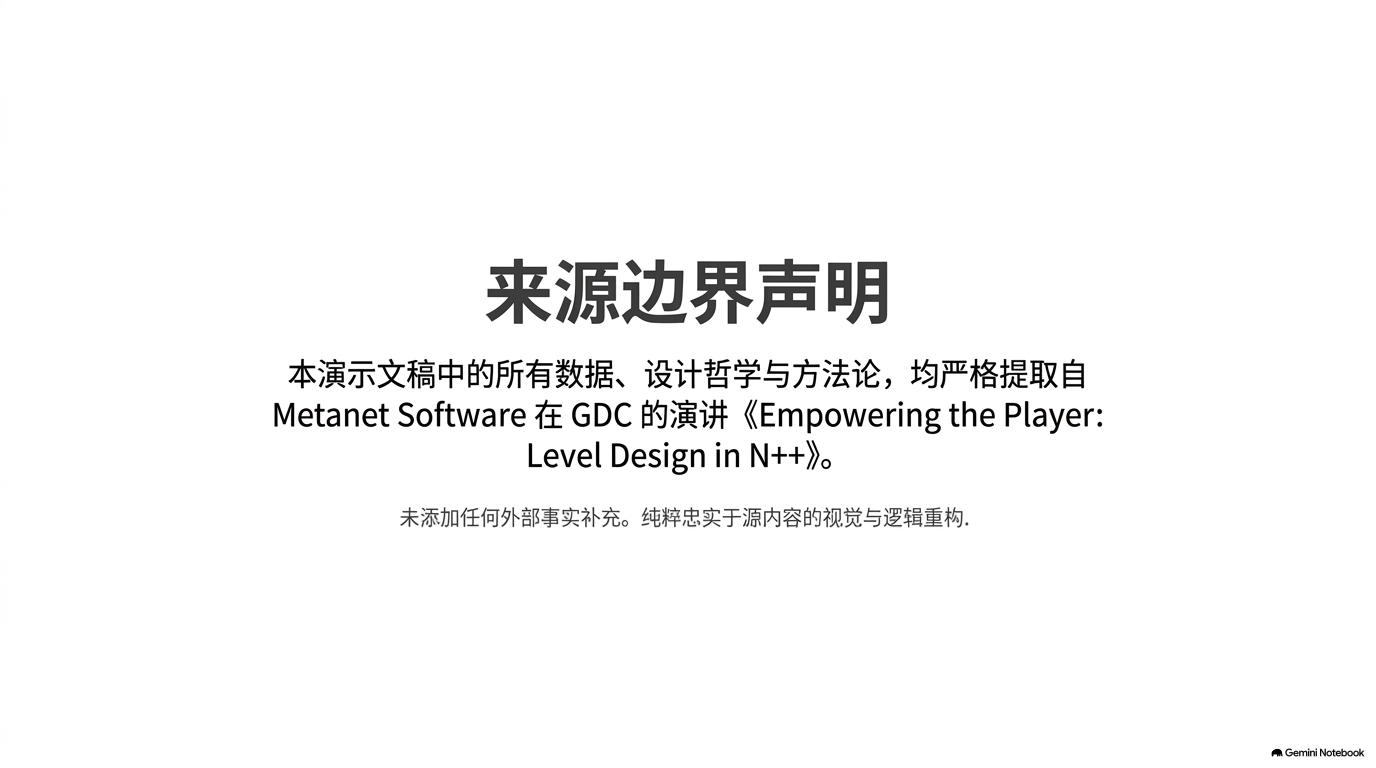 来源边界声明
本演示文稿中的所有数据、设计哲学与方法论，均严格提取自
Metanet Software 在 GDC 的演讲《Empowering the Player:
Level Design in N++》。
未添加任何外部事实补充。纯粹忠实于源内容的视觉与逻辑重构.
Gemini Notebook